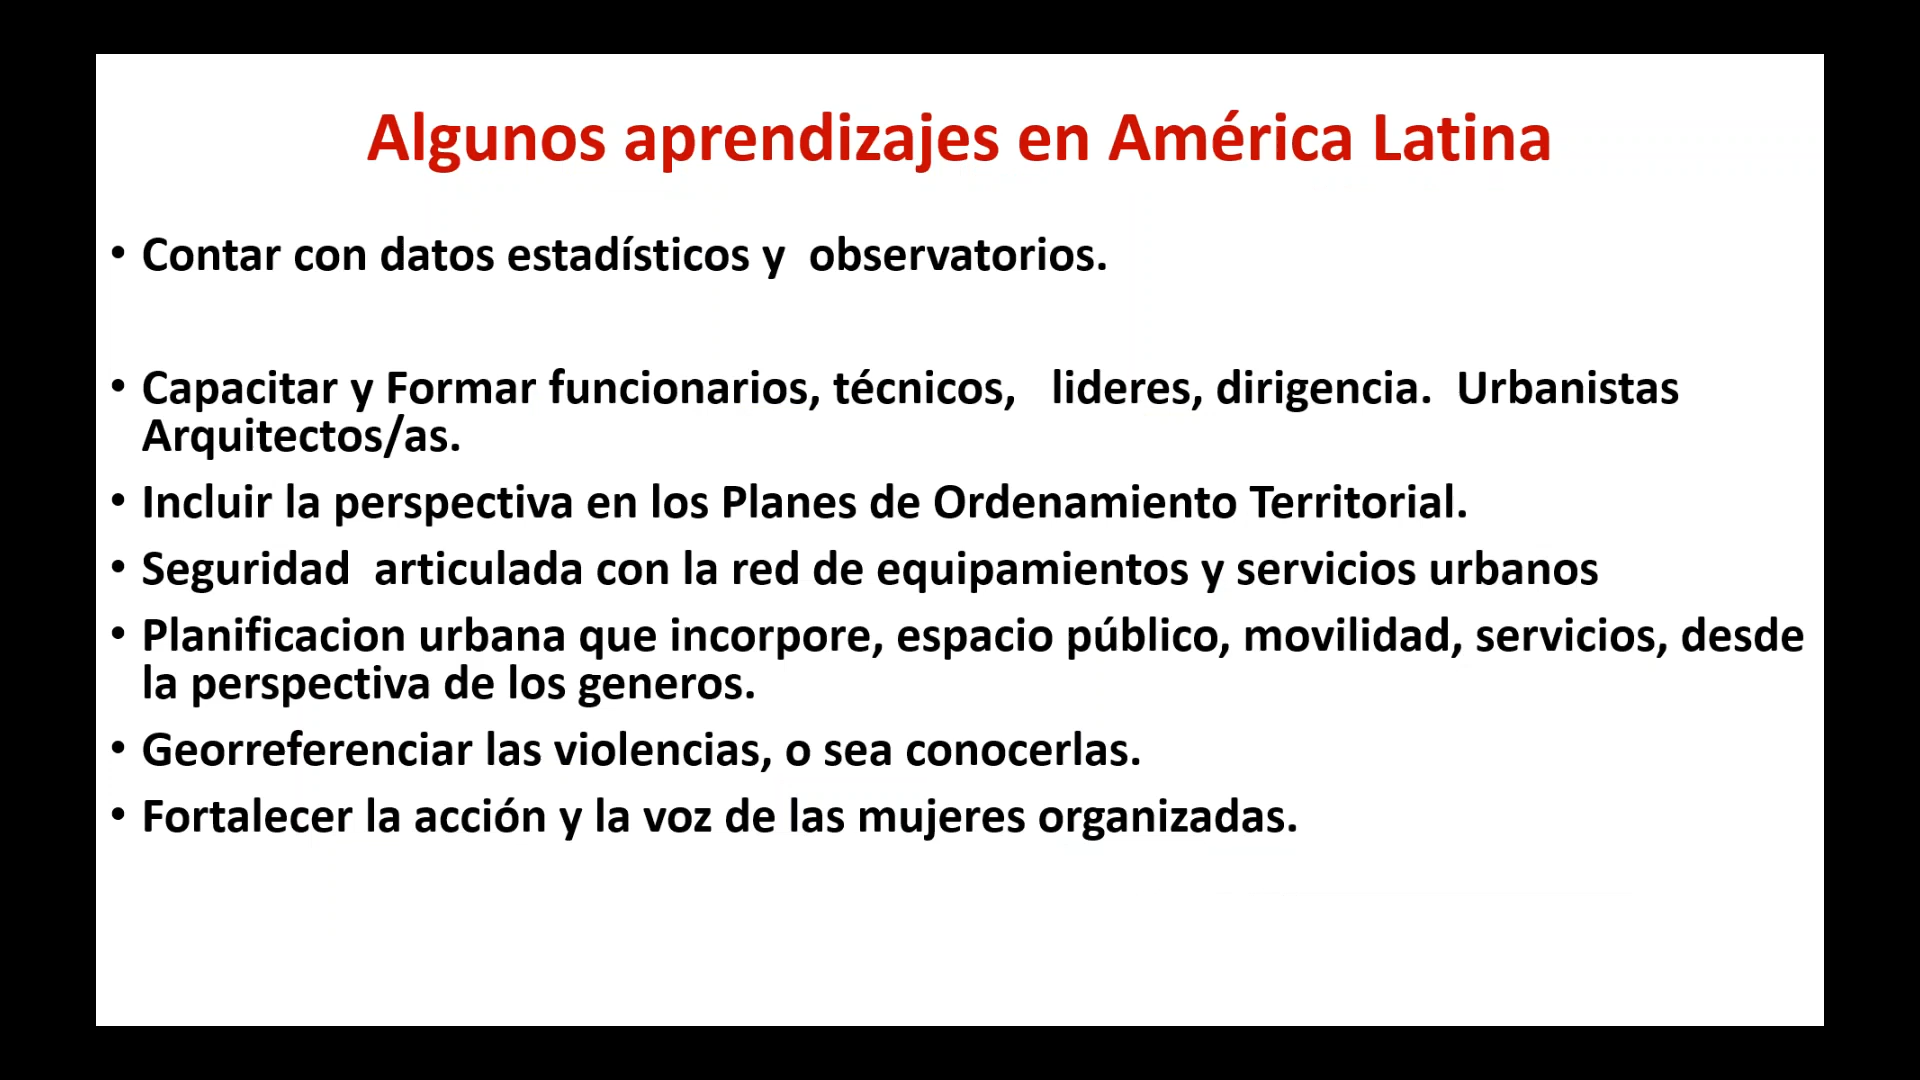 Algunos aprendizajes en América Latina
• Contar con datos estadísticos y  observatorios.
• Capacitar y Formar funcionarios, técnicos,   lideres, dirigencia.  Urbanistas
Arquitectos/as.
• Incluir la perspectiva en los Planes de Ordenamiento Territorial.
• Seguridad  articulada con la red de equipamientos y servicios urbanos
• Planificacion urbana que incorpore, espacio público, movilidad, servicios, desde
la perspectiva de los generos.
• Georreferenciar las violencias, o sea conocerlas.
• Fortalecer la acción y la voz de las mujeres organizadas.